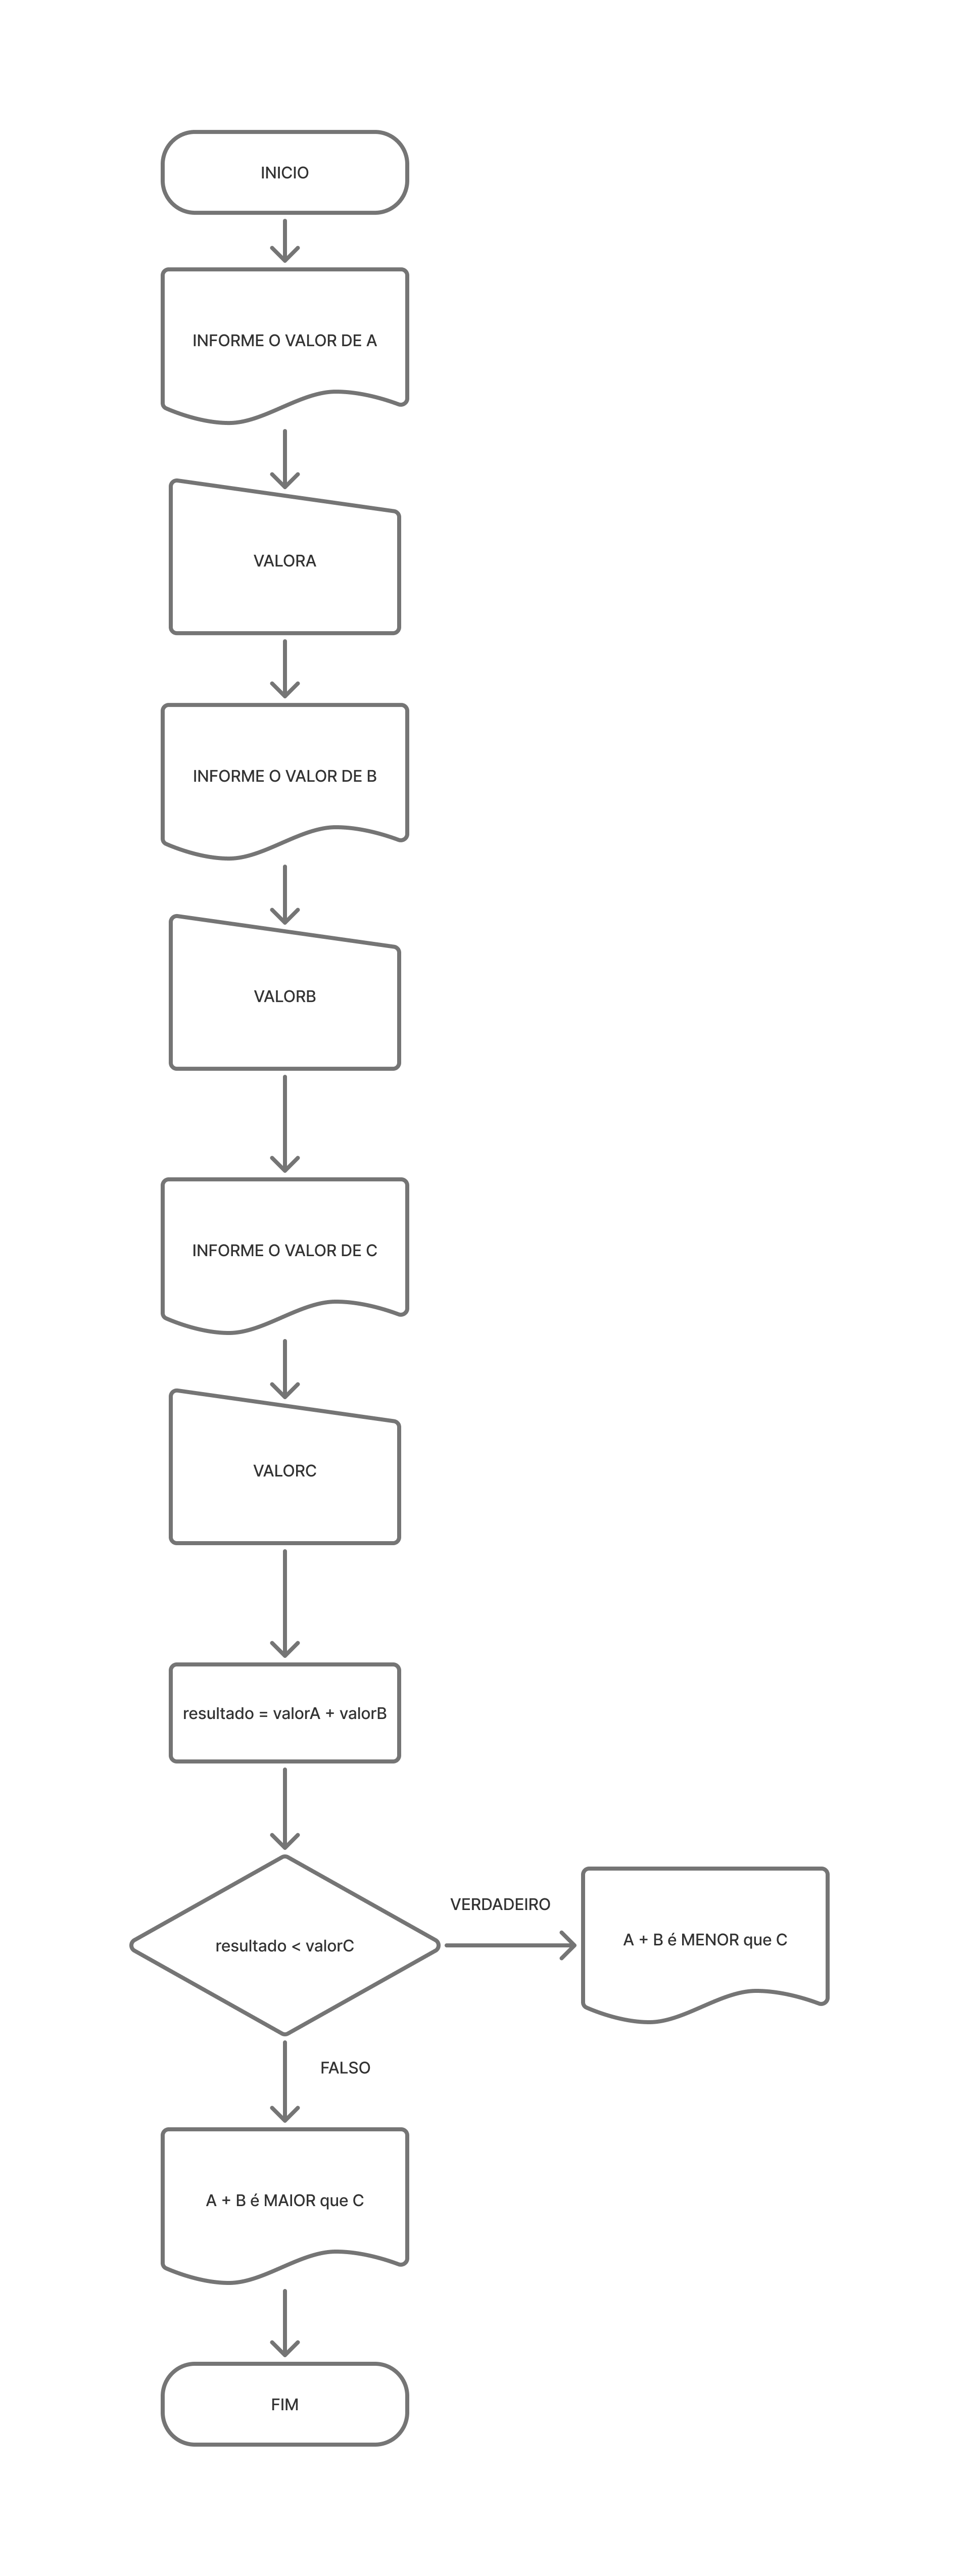 INICIO
INFORME O VALOR DE A
VALORA
INFORME O VALOR DE B
VALORB
INFORME O VALOR DE C
VALORC
resultado = valorA + valorB
resultado < valorC
VERDADEIRO
A + B é MENOR que C
FALSO
A + B é MAIOR que C
FIM